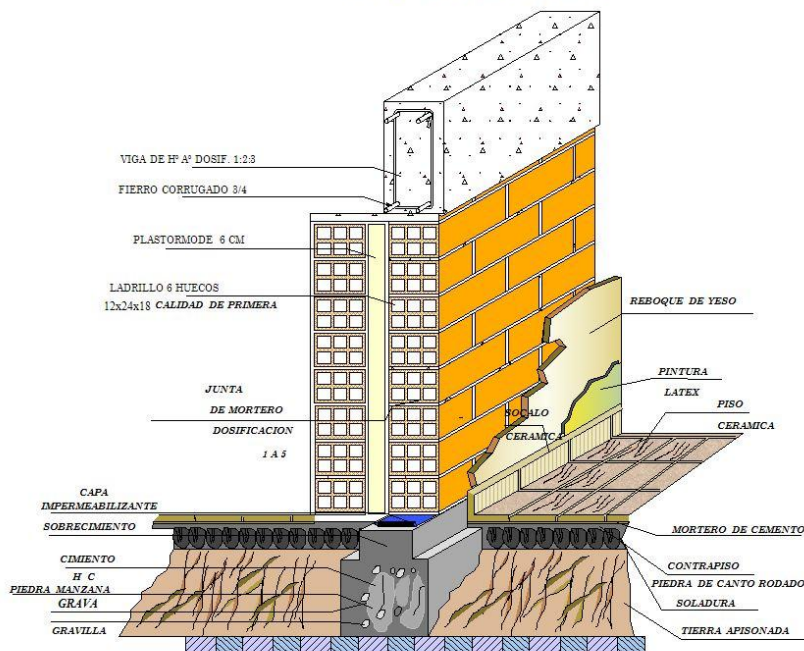 VIGA DE Hº Aº DOSIF. 1:2:3
FIERRO CORRUGADO 3/4
PLASTORMODE 6 CM
LADRILLO 6 HUECOS
12x24x18 CALIDAD DE PRIMERA
JUNTA
DE MORTERO
DOSIFICACION
1 A 5
CAPA
IMPERMEABILIZANTE
SOBRECIMIENTO
CIMIENTO
H C
PIEDRA MANZANA
GRAVA
GRAVILLA
REBOQUE DE YESO
PINTURA
LATEX
PISO
CERAMICA
SOCALO
CERAMICA
MORTERO DE CEMENTO
CONTRAPISO
PIEDRA DE CANTO RODADO
SOLADURA
TIERRA APISONADA